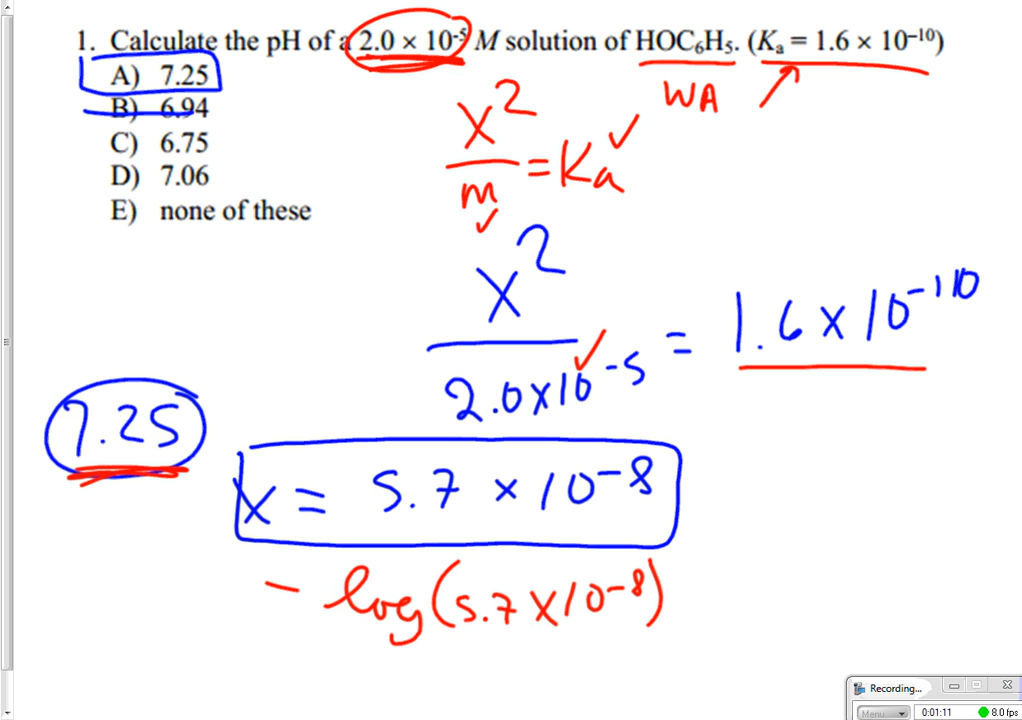 1. Calculate the pH of a 2.0 × 10⁻⁵ M solution of HOC₆H₅. (Kₐ = 1.6 × 10⁻¹⁰)
A) 7.25
B) 6.94
C) 6.75
D) 7.06
E) none of these
WA
x²
m
= Ka
x²
2.0x10⁻⁵
= 1.6 x 10⁻¹⁰
7.25
x = 5.7 x 10⁻⁸
- log(5.7 x 10⁻⁸)
Recording...
Menu
0:01:11
8.0 fps